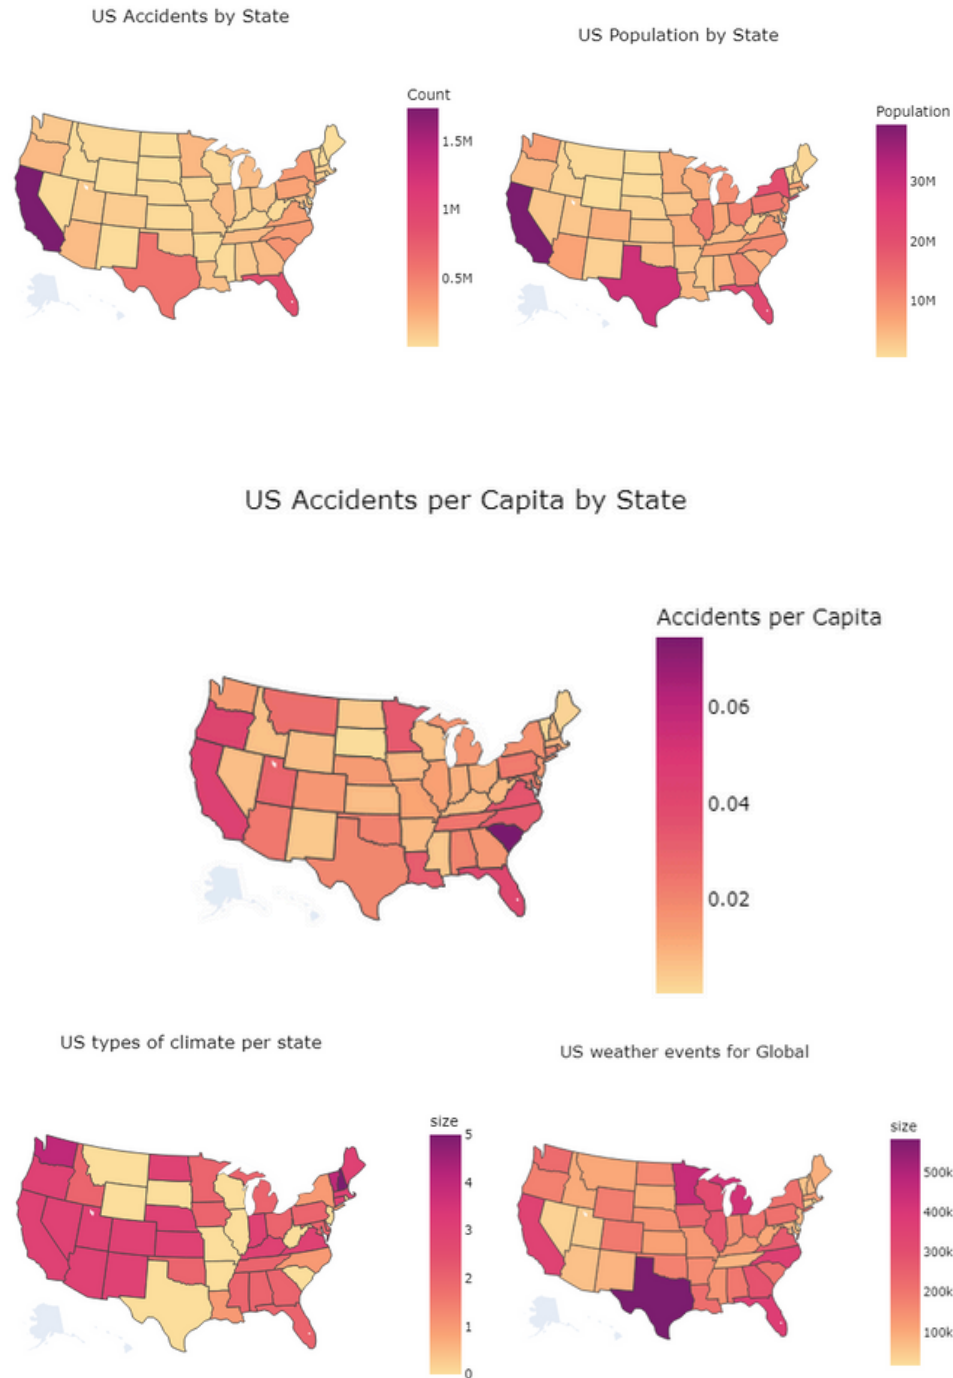 US Accidents by State
US Population by State
Count
1.5M
1M
0.5M
Population
30M
20M
10M
US Accidents per Capita by State
Accidents per Capita
0.06
0.04
0.02
US types of climate per state
US weather events for Global
size
5
4
3
2
1
0
size
500k
400k
300k
200k
100k